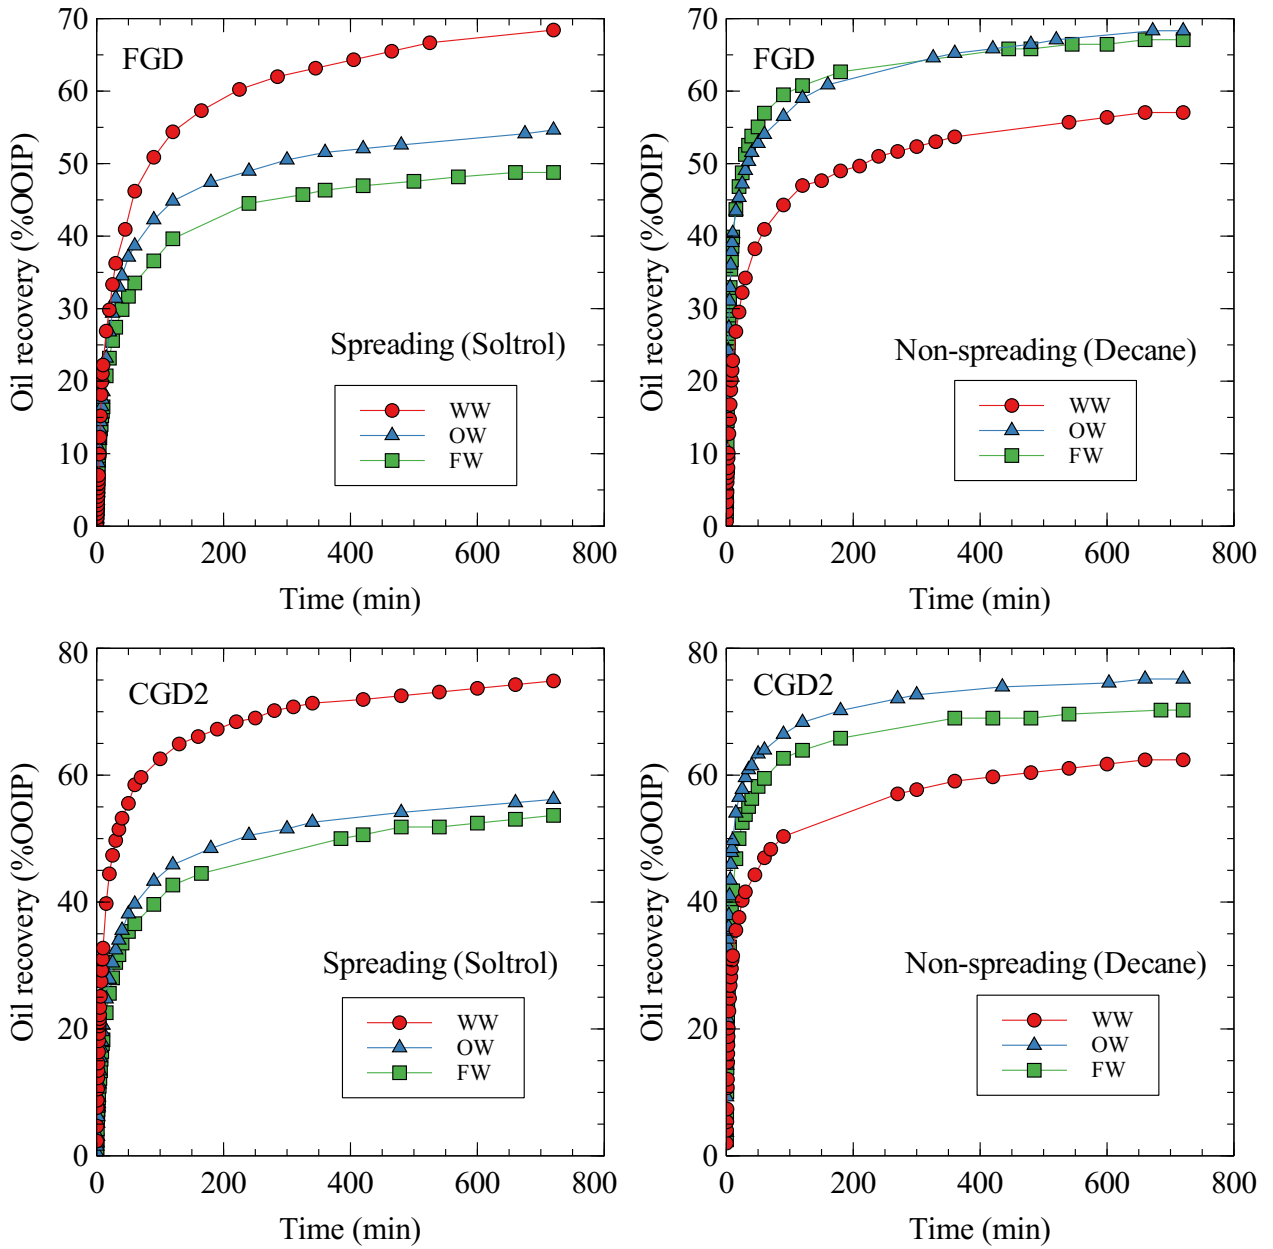 70
60
50
40
30
20
10
0
Oil recovery (%OOIP)
FGD
Spreading (Soltrol)
WW
OW
FW
0 200 400 600 800
Time (min)
70
60
50
40
30
20
10
0
Oil recovery (%OOIP)
FGD
Non-spreading (Decane)
WW
OW
FW
0 200 400 600 800
Time (min)
80
60
40
20
0
Oil recovery (%OOIP)
CGD2
Spreading (Soltrol)
WW
OW
FW
0 200 400 600 800
Time (min)
80
60
40
20
0
Oil recovery (%OOIP)
CGD2
Non-spreading (Decane)
WW
OW
FW
0 200 400 600 800
Time (min)